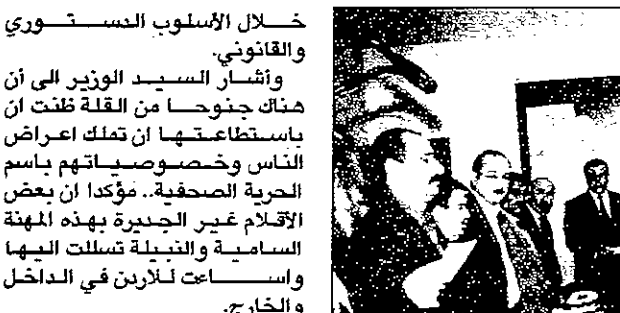 خلال الأسلوب الدستوري
والقانوني.
وأشار السيد الوزير الى أن
هناك جنوحا من القلة ظنت ان
باستطاعتها ان تملك اعراض
الناس وخصوصياتهم باسم
الحرية الصحفية.. مؤكدا ان بعض
الأقلام غير الجديرة بهذه المهنة
السامية والنبيلة تسللت اليها
واساءت للاردن في الداخل
والخارج.